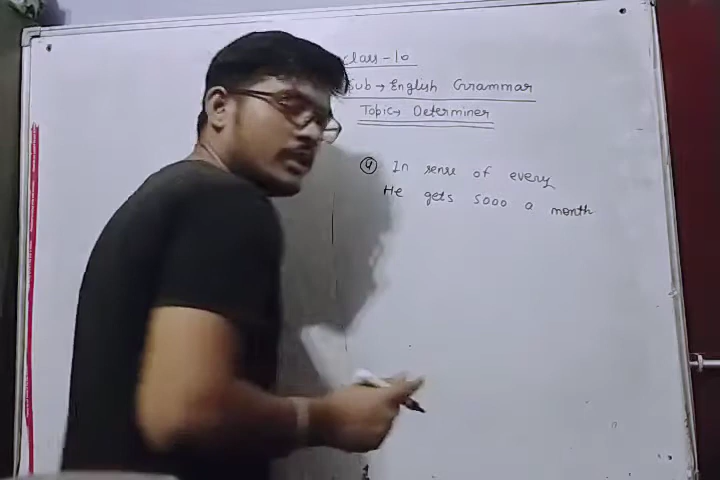 class-10
Sub → English Grammar
Topic → Determiner
④ In sense of every
He gets 5000 a month